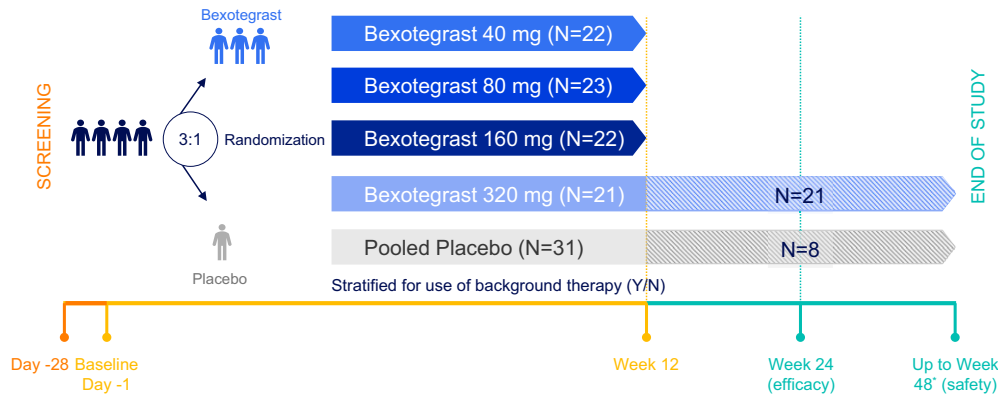 Bexotegrast
SCREENING
3:1
Randomization
Placebo
Bexotegrast 40 mg (N=22)
Bexotegrast 80 mg (N=23)
Bexotegrast 160 mg (N=22)
Bexotegrast 320 mg (N=21)
N=21
Pooled Placebo (N=31)
N=8
Stratified for use of background therapy (Y/N)
END OF STUDY
Day -28
Baseline
Day -1
Week 12
Week 24
(efficacy)
Up to Week
48* (safety)